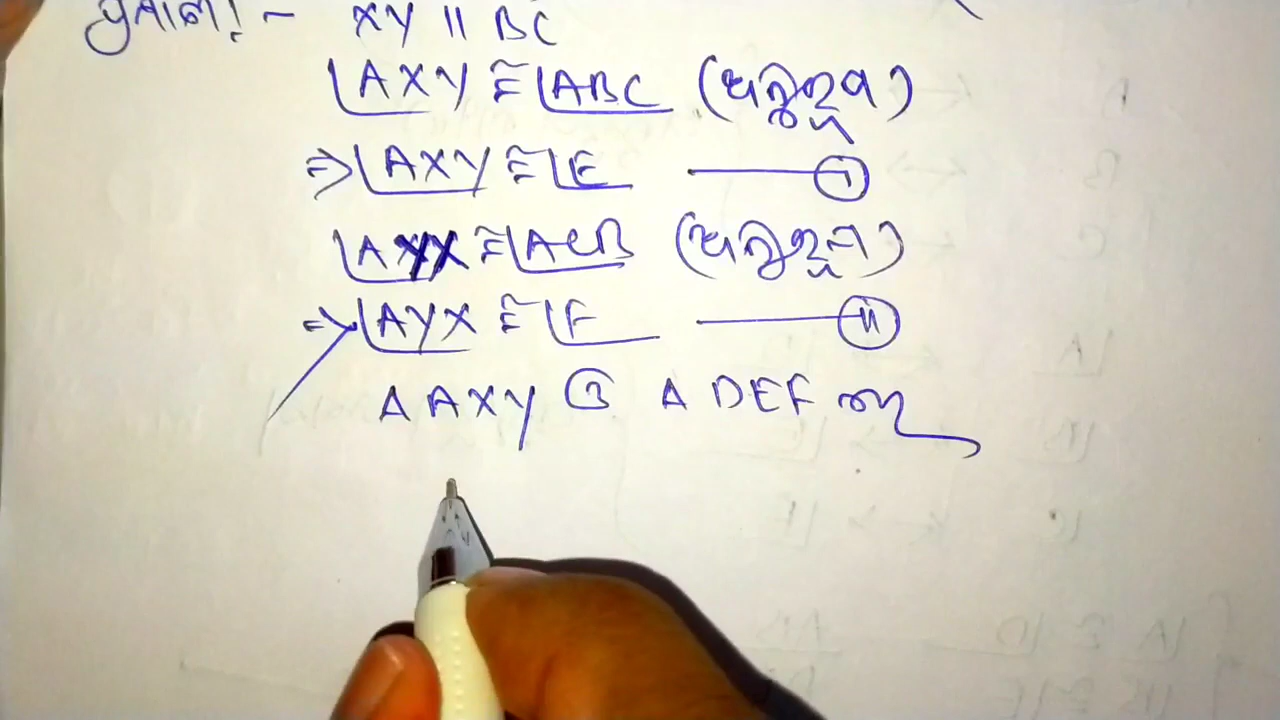 ପ୍ରମାଣ :- XY || BC
∠AXY ≅ ∠ABC (ଅନୁରୂପ)
⇒ ∠AXY ≅ ∠E ——— (I)
∠AYX ≅ ∠ACB (ଅନୁରୂପ)
⇒ ∠AYX ≅ ∠F ——— (II)
Δ AXY ଓ Δ DEF ରେ